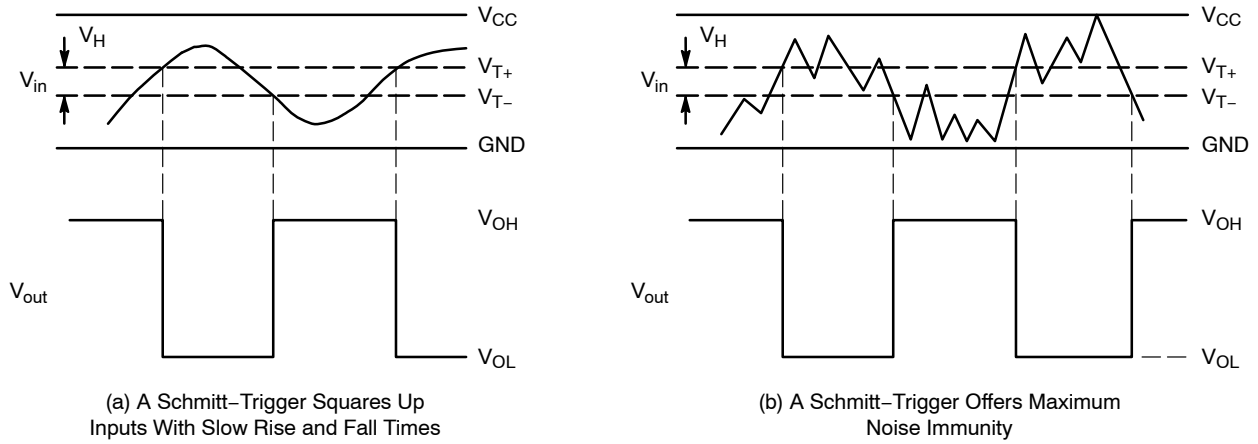 V_CC
V_H
V_in
V_T+
V_T−
GND
V_OH
V_out
V_OL
(a) A Schmitt−Trigger Squares Up
Inputs With Slow Rise and Fall Times
V_CC
V_H
V_in
V_T+
V_T−
GND
V_OH
V_out
V_OL
(b) A Schmitt−Trigger Offers Maximum
Noise Immunity